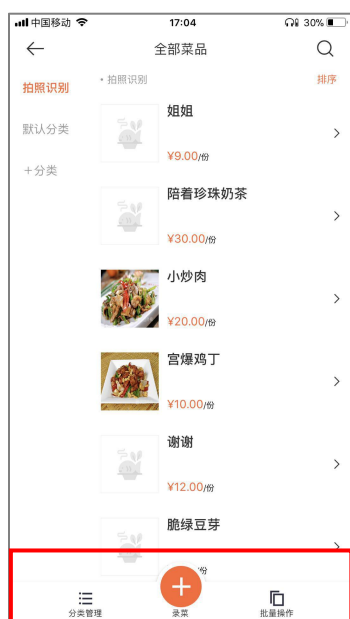 中国移动 17:04 30%
全部菜品
拍照识别
默认分类
+分类
• 拍照识别 排序
姐姐
¥9.00/份
陪着珍珠奶茶
¥30.00/份
小炒肉
¥20.00/份
宫爆鸡丁
¥10.00/份
谢谢
¥12.00/份
脆绿豆芽
份
分类管理 录菜 批量操作